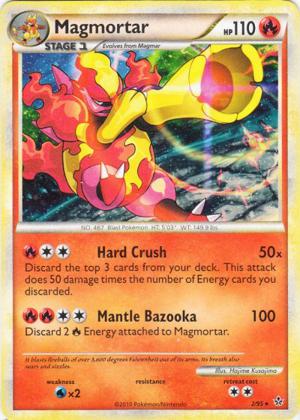 Magmortar HP110
STAGE 1 Evolves from Magmar
NO. 467 Blast Pokémon HT: 5'03" WT: 149.9 lbs
Hard Crush 50x
Discard the top 3 cards from your deck. This attack
does 50 damage times the number of Energy cards you
discarded.
Mantle Bazooka 100
Discard 2 Energy attached to Magmortar.
It blasts fireballs of over 3,600 degrees Fahrenheit out of its arms. Its breath also
sears and sizzles.
Illus. Hajime Kusajima
weakness resistance retreat cost
×2
©2010 Pokémon/Nintendo 2/95★